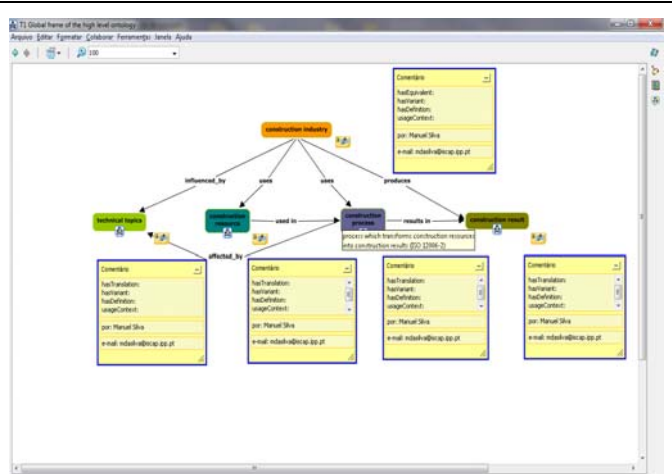 T1 Global frame of the high level ontology
Arquivo Editar Formatar Colaborar Ferramentas Janela Ajuda
100
Comentário
hasEquivalent:
hasVariant:
hasDefinition:
usageContext:
por: Manuel Silva
e-mail: mdasilva@iscap.ipp.pt
construction industry
influenced_by
uses
uses
produces
technical topics
construction
resource
used in
construction
process
results in
construction result
process which transforms construction resources
into construction results (ISO 12006-2)
affected_by
Comentário
hasTranslation:
hasVariant:
hasDefinition:
usageContext:
por: Manuel Silva
e-mail: mdasilva@iscap.ipp.pt
Comentário
hasTranslation:
hasVariant:
hasDefinition:
usageContext:
por: Manuel Silva
e-mail: mdasilva@iscap.ipp.pt
Comentário
hasTranslation:
hasVariant:
hasDefinition:
usageContext:
por: Manuel Silva
e-mail: mdasilva@iscap.ipp.pt
Comentário
hasTranslation:
hasVariant:
hasDefinition:
usageContext:
por: Manuel Silva
e-mail: mdasilva@iscap.ipp.pt